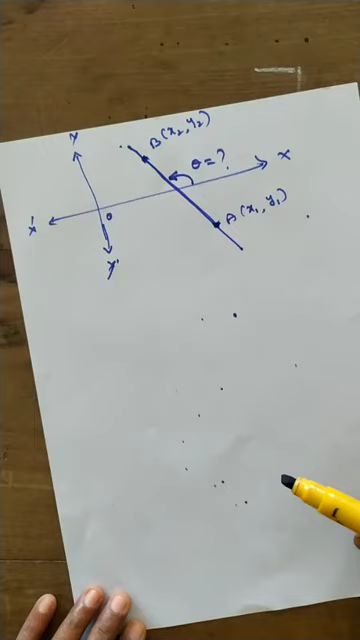 Y
B(x₂, y₂)
θ = ?
X
X'
O
A(x₁, y₁)
Y'